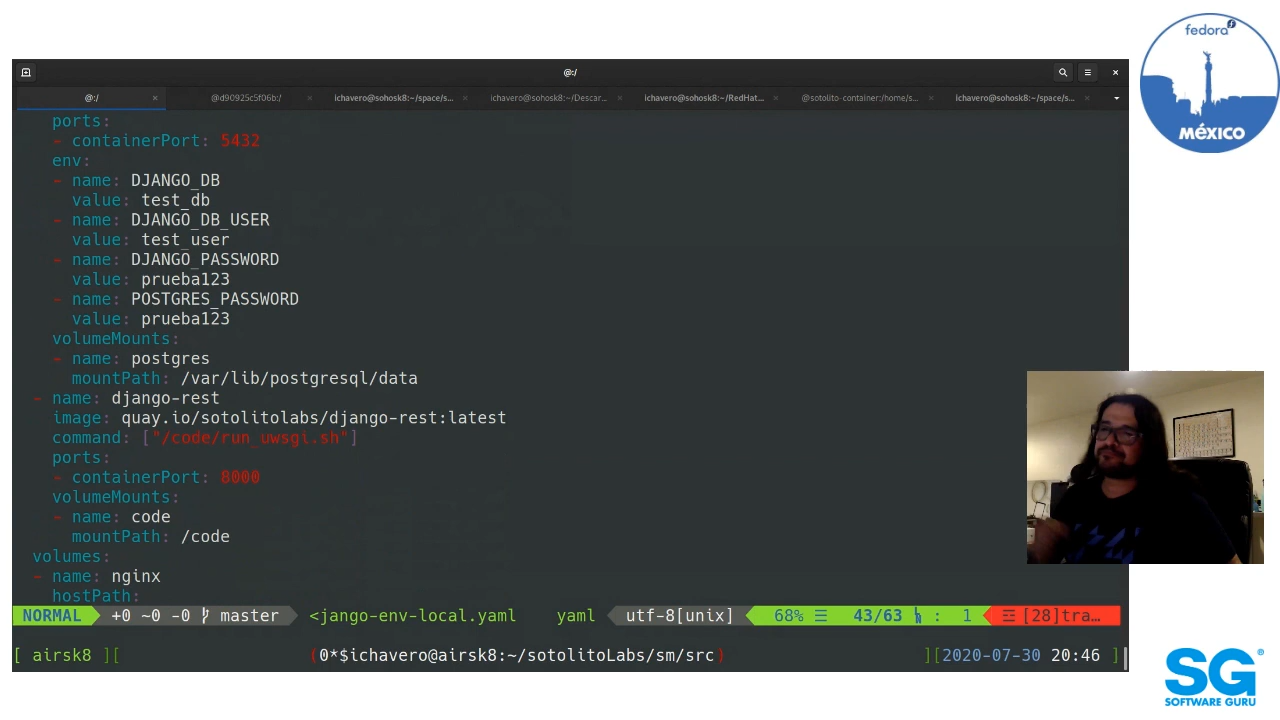 fedora
MÉXICO
@:/
@:/
@d90925c5f06b:/
ichavero@sohosk8:~/space/s...
ichavero@sohosk8:~/Descar...
ichavero@sohosk8:~/RedHat...
@sotolito-container:/home/s...
ichavero@sohosk8:~/space/s...
ports:
- containerPort: 5432
env:
- name: DJANGO_DB
value: test_db
- name: DJANGO_DB_USER
value: test_user
- name: DJANGO_PASSWORD
value: prueba123
- name: POSTGRES_PASSWORD
value: prueba123
volumeMounts:
- name: postgres
mountPath: /var/lib/postgresql/data
- name: django-rest
image: quay.io/sotolitolabs/django-rest:latest
command: ["/code/run_uwsgi.sh"]
ports:
- containerPort: 8000
volumeMounts:
- name: code
mountPath: /code
volumes:
- name: nginx
hostPath:
NORMAL +0 ~0 -0 master <jango-env-local.yaml yaml utf-8[unix] 68% ☰ 43/63 : 1 ☲ [28]tra…
[ airsk8 ][ (0*$ichavero@airsk8:~/sotolitoLabs/sm/src) ][2020-07-30 20:46 ]
SG®
SOFTWARE GURU